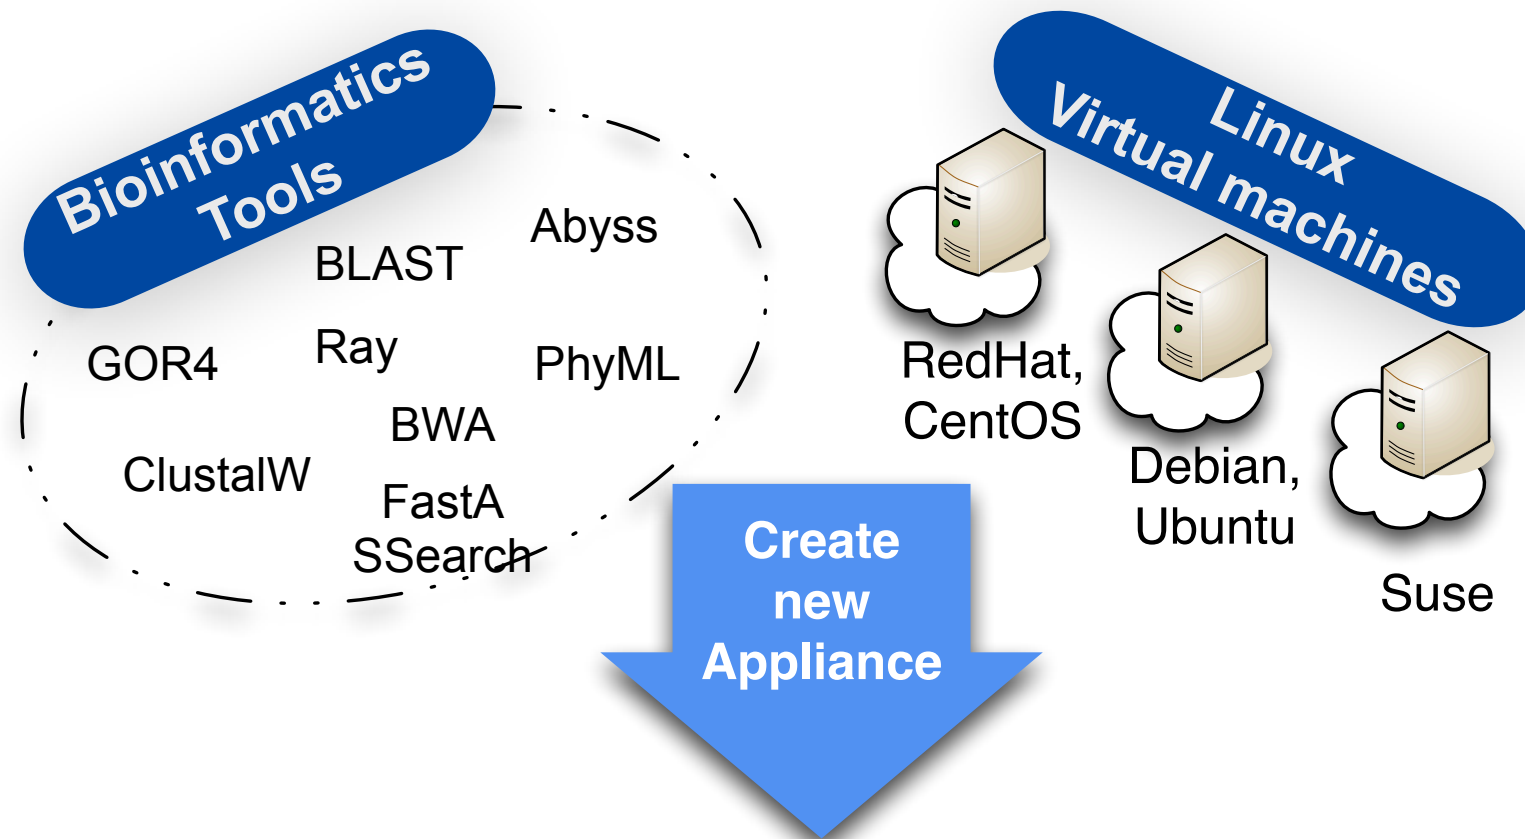 Bioinformatics
Tools
Abyss
BLAST
Ray
GOR4
PhyML
BWA
ClustalW
FastA
SSearch
Linux
Virtual machines
RedHat,
CentOS
Debian,
Ubuntu
Suse
Create
new
Appliance